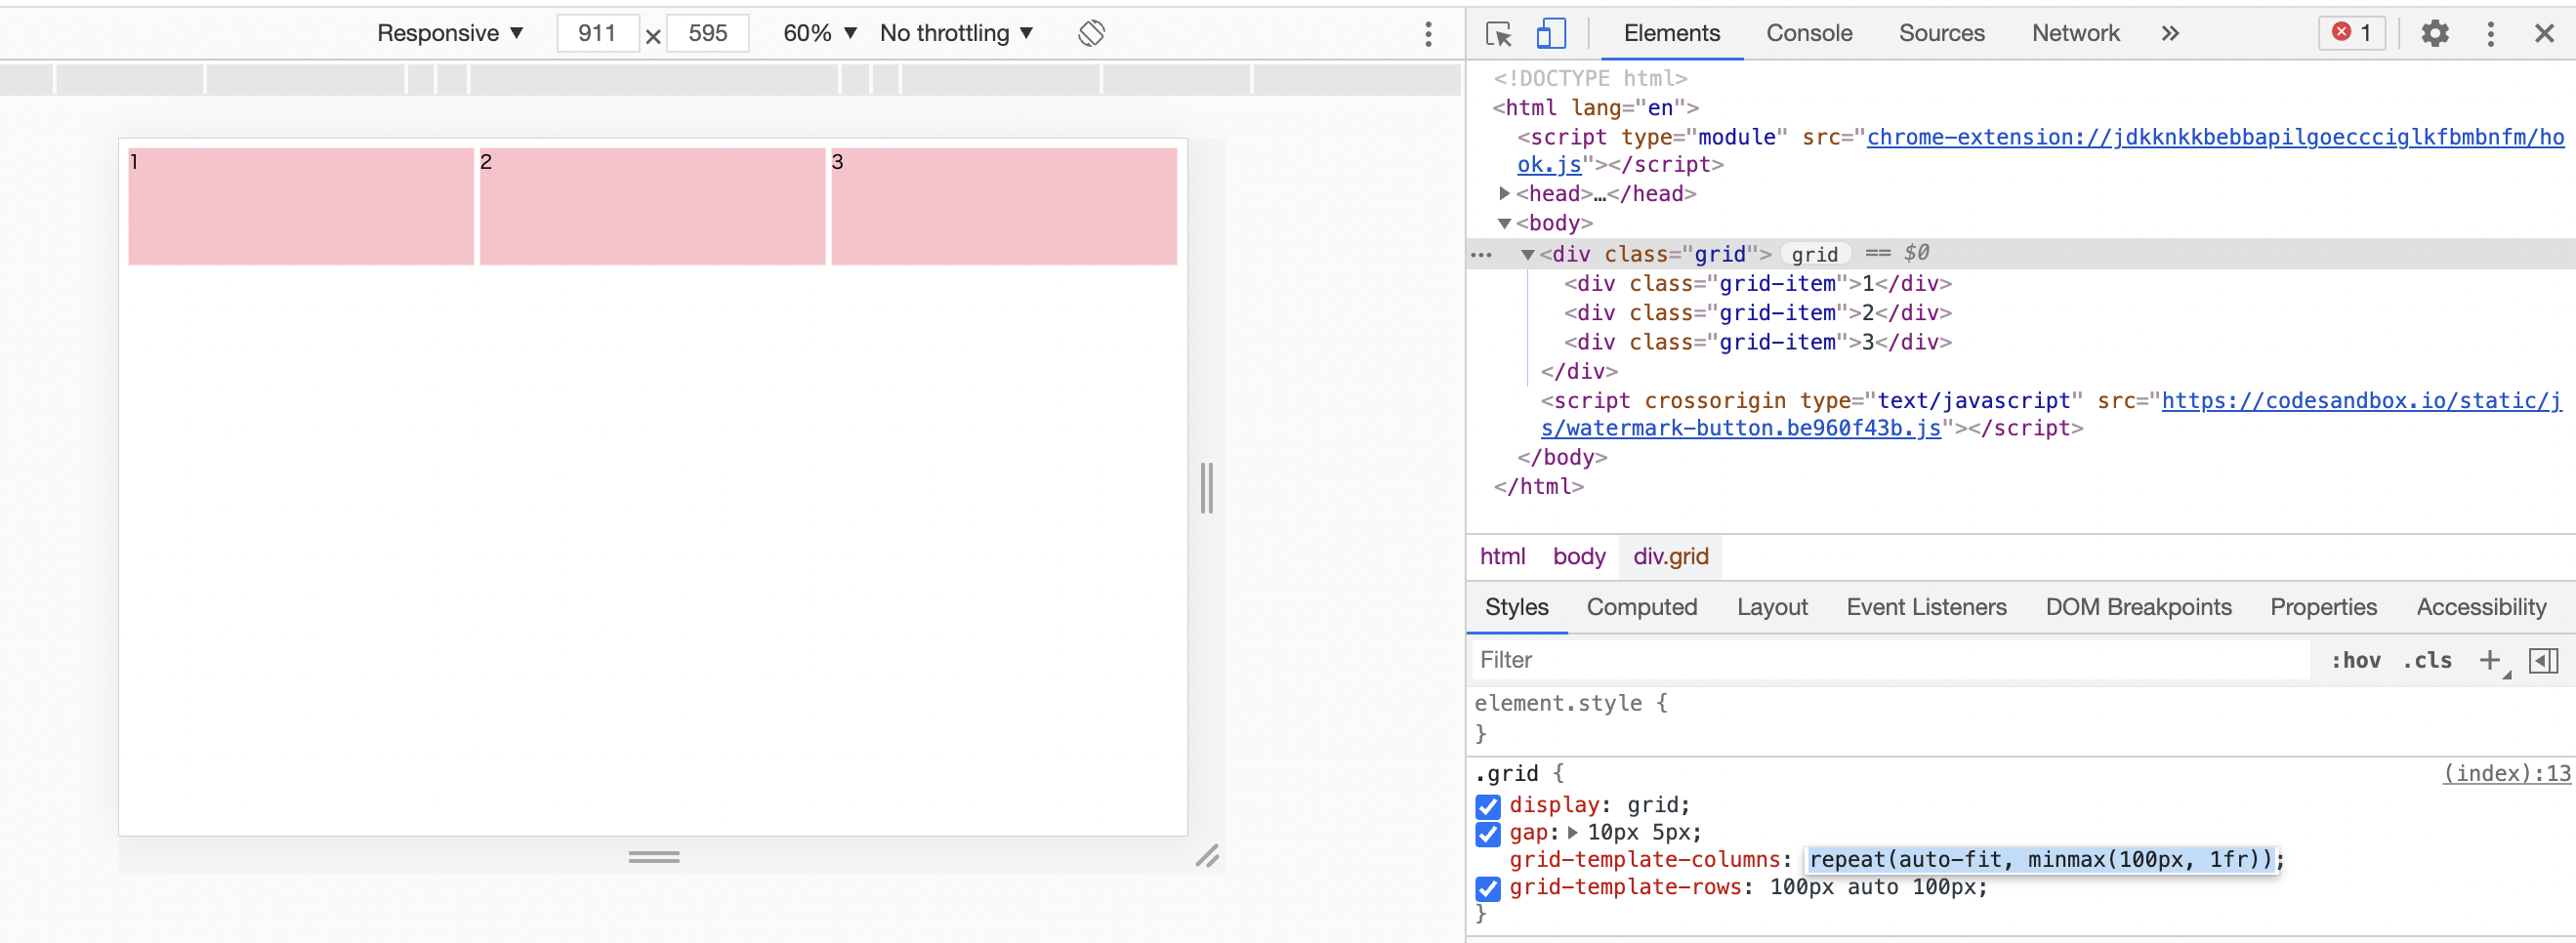 Responsive ▼ 911 × 595 60% ▼ No throttling ▼
1 2 3
Elements Console Sources Network » 1
<!DOCTYPE html>
<html lang="en">
<script type="module" src="chrome-extension://jdkknkkbebbapilgoeccciglkfbmbnfm/ho
ok.js"></script>
▶<head>…</head>
▼<body>
… ▼<div class="grid"> grid == $0
<div class="grid-item">1</div>
<div class="grid-item">2</div>
<div class="grid-item">3</div>
</div>
<script crossorigin type="text/javascript" src="https://codesandbox.io/static/j
s/watermark-button.be960f43b.js"></script>
</body>
</html>
html body div.grid
Styles Computed Layout Event Listeners DOM Breakpoints Properties Accessibility
Filter :hov .cls +
element.style {
}
.grid { (index):13
display: grid;
gap: ▶ 10px 5px;
grid-template-columns: repeat(auto-fit, minmax(100px, 1fr));
grid-template-rows: 100px auto 100px;
}